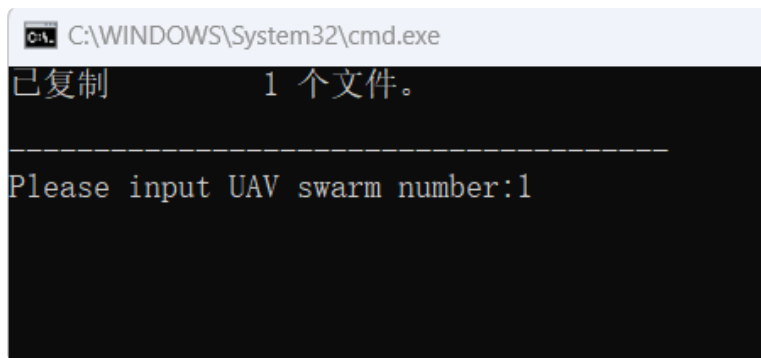 C:\WINDOWS\System32\cmd.exe
已复制         1 个文件。
---------------------------------------
Please input UAV swarm number:1